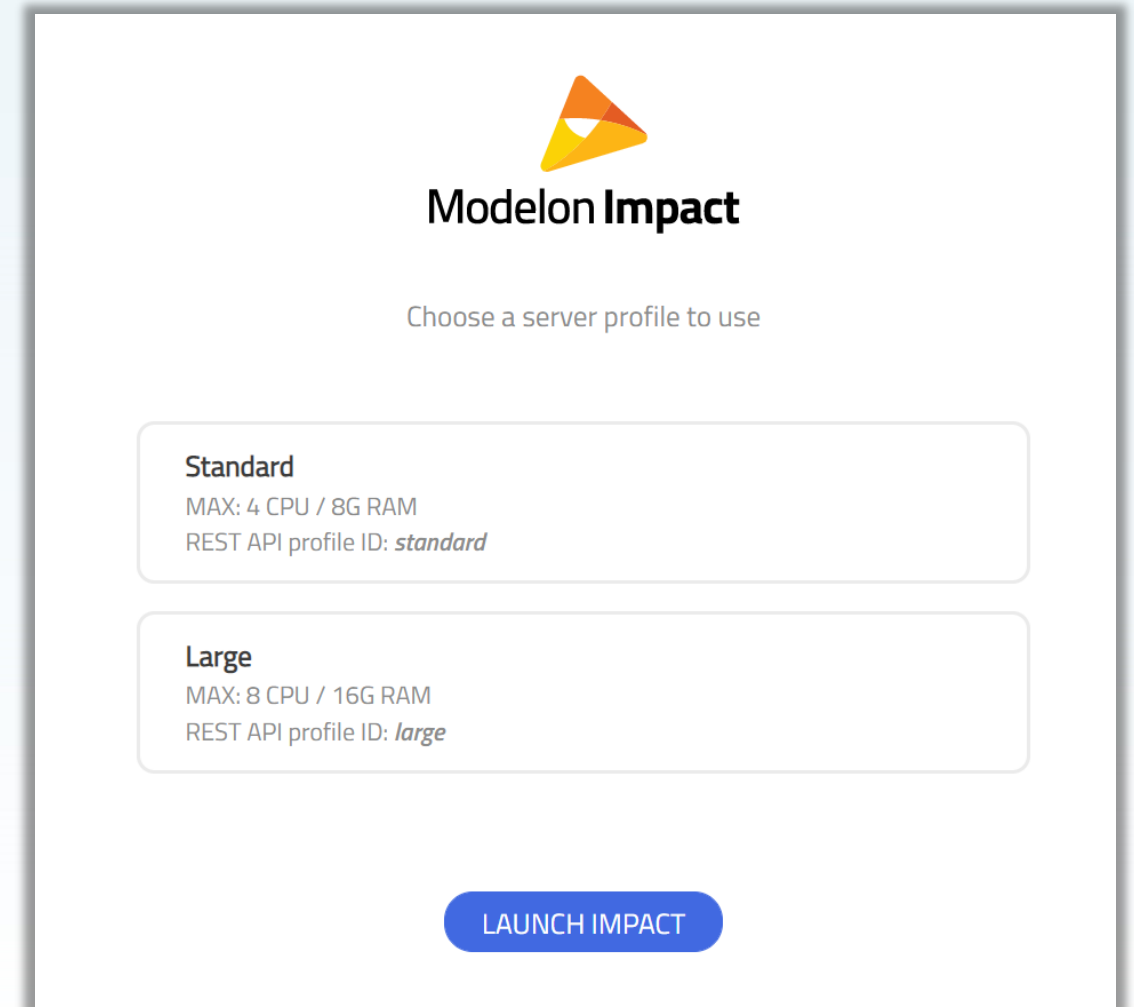 Modelon Impact
Choose a server profile to use
Standard
MAX: 4 CPU / 8G RAM
REST API profile ID: standard
Large
MAX: 8 CPU / 16G RAM
REST API profile ID: large
LAUNCH IMPACT